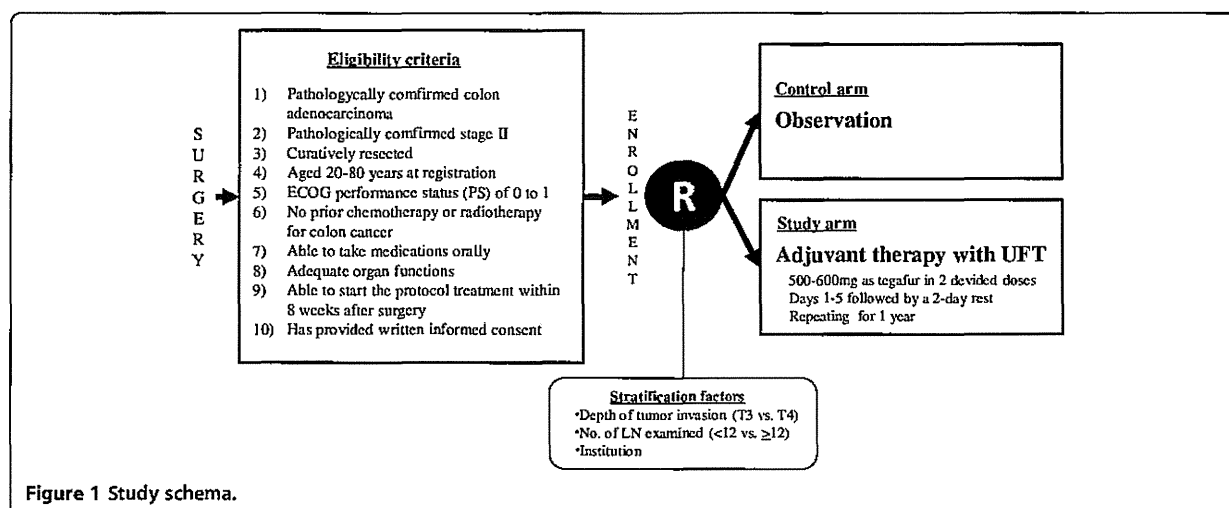 SURGERY
Eligibility criteria
1) Pathologycally comfirmed colon
adenocarcinoma
2) Pathologically comfirmed stage II
3) Curatively resected
4) Aged 20-80 years at registration
5) ECOG performance status (PS) of 0 to 1
6) No prior chemotherapy or radiotherapy
for colon cancer
7) Able to take medications orally
8) Adequate organ functions
9) Able to start the protocol treatment within
8 weeks after surgery
10) Has provided written informed consent
ENROLLMENT
R
Control arm
Observation
Study arm
Adjuvant therapy with UFT
500-600mg as tegafur in 2 devided doses
Days 1-5 followed by a 2-day rest
Repeating for 1 year
Stratification factors
•Depth of tumor invasion (T3 vs. T4)
•No. of LN examined (<12 vs. ≥12)
•Institution
Figure 1 Study schema.